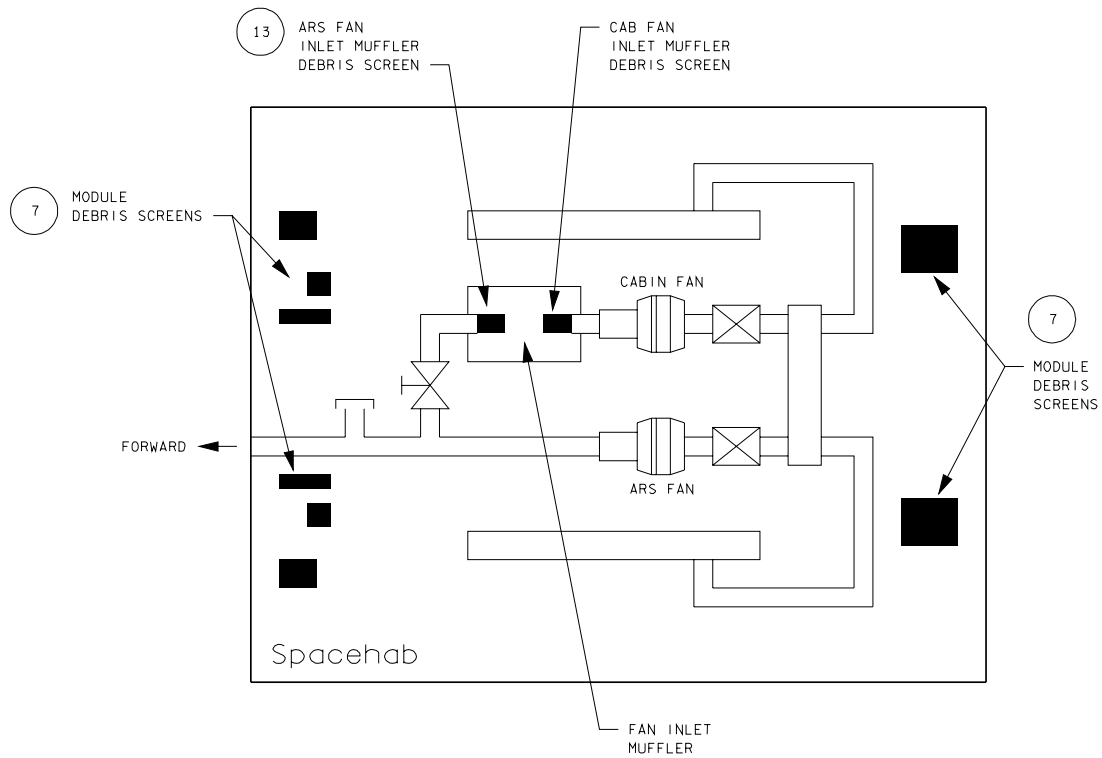 13
ARS FAN
INLET MUFFLER
DEBRIS SCREEN
CAB FAN
INLET MUFFLER
DEBRIS SCREEN
7
MODULE
DEBRIS SCREENS
CABIN FAN
7
MODULE
DEBRIS
SCREENS
FORWARD
ARS FAN
Spacehab
FAN INLET
MUFFLER